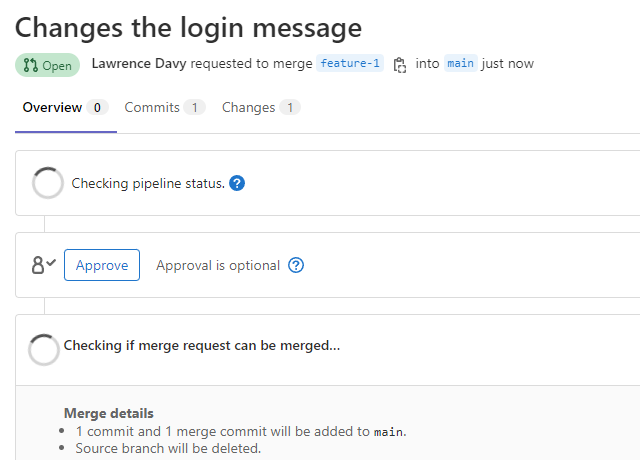 Changes the login message
Open Lawrence Davy requested to merge feature-1 into main just now
Overview 0 Commits 1 Changes 1
Checking pipeline status. ?
Approve Approval is optional ?
Checking if merge request can be merged...
Merge details
• 1 commit and 1 merge commit will be added to main.
• Source branch will be deleted.